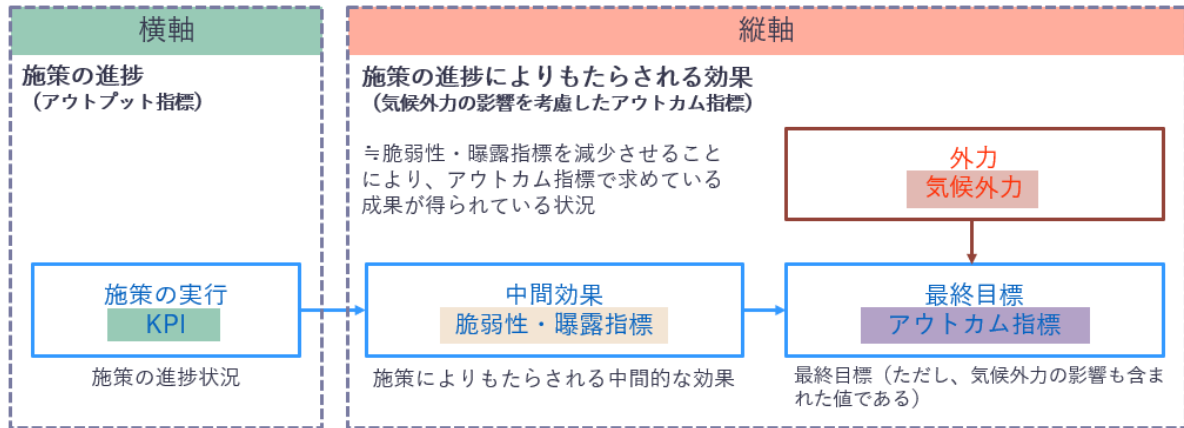 横軸
施策の進捗
（アウトプット指標）
施策の実行
KPI
施策の進捗状況
縦軸
施策の進捗によりもたらされる効果
（気候外力の影響を考慮したアウトカム指標）
≒脆弱性・曝露指標を減少させること
により、アウトカム指標で求めている
成果が得られている状況
外力
気候外力
中間効果
脆弱性・曝露指標
施策によりもたらされる中間的な効果
最終目標
アウトカム指標
最終目標（ただし、気候外力の影響も含ま
れた値である）